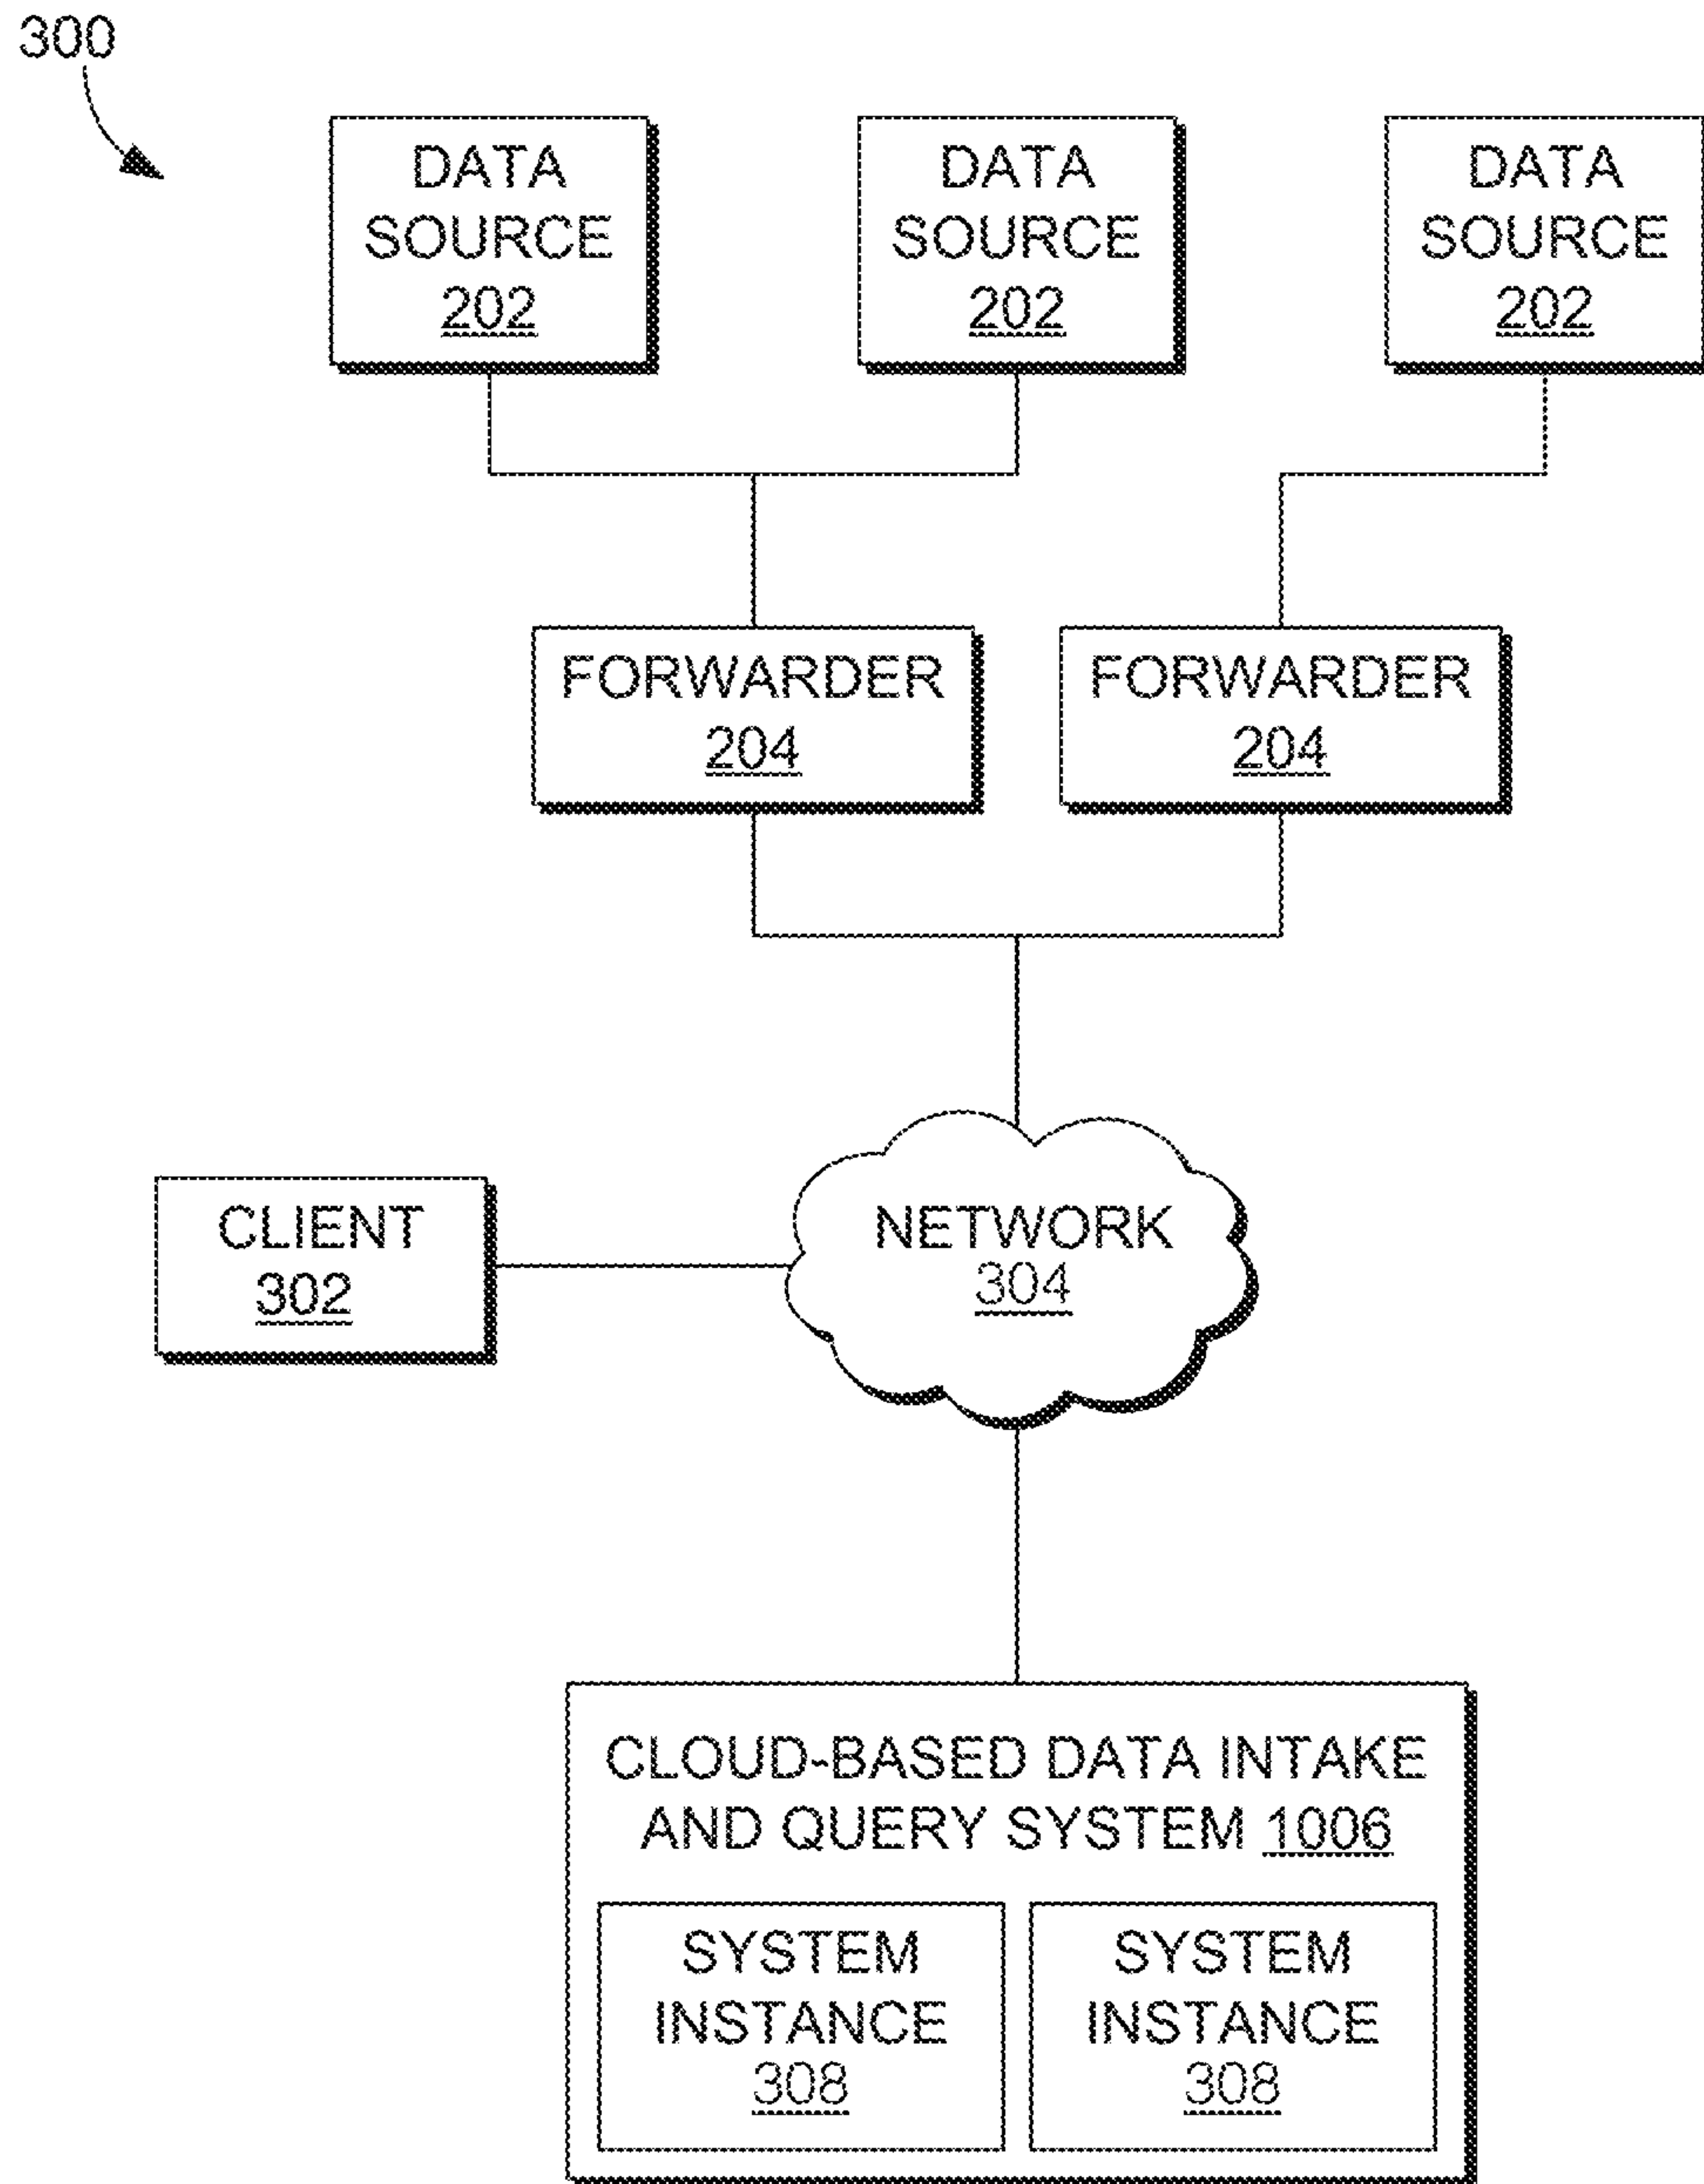 300
DATA
SOURCE
202
DATA
SOURCE
202
DATA
SOURCE
202
FORWARDER
204
FORWARDER
204
CLIENT
302
NETWORK
304
CLOUD-BASED DATA INTAKE
AND QUERY SYSTEM 1006
SYSTEM
INSTANCE
308
SYSTEM
INSTANCE
308